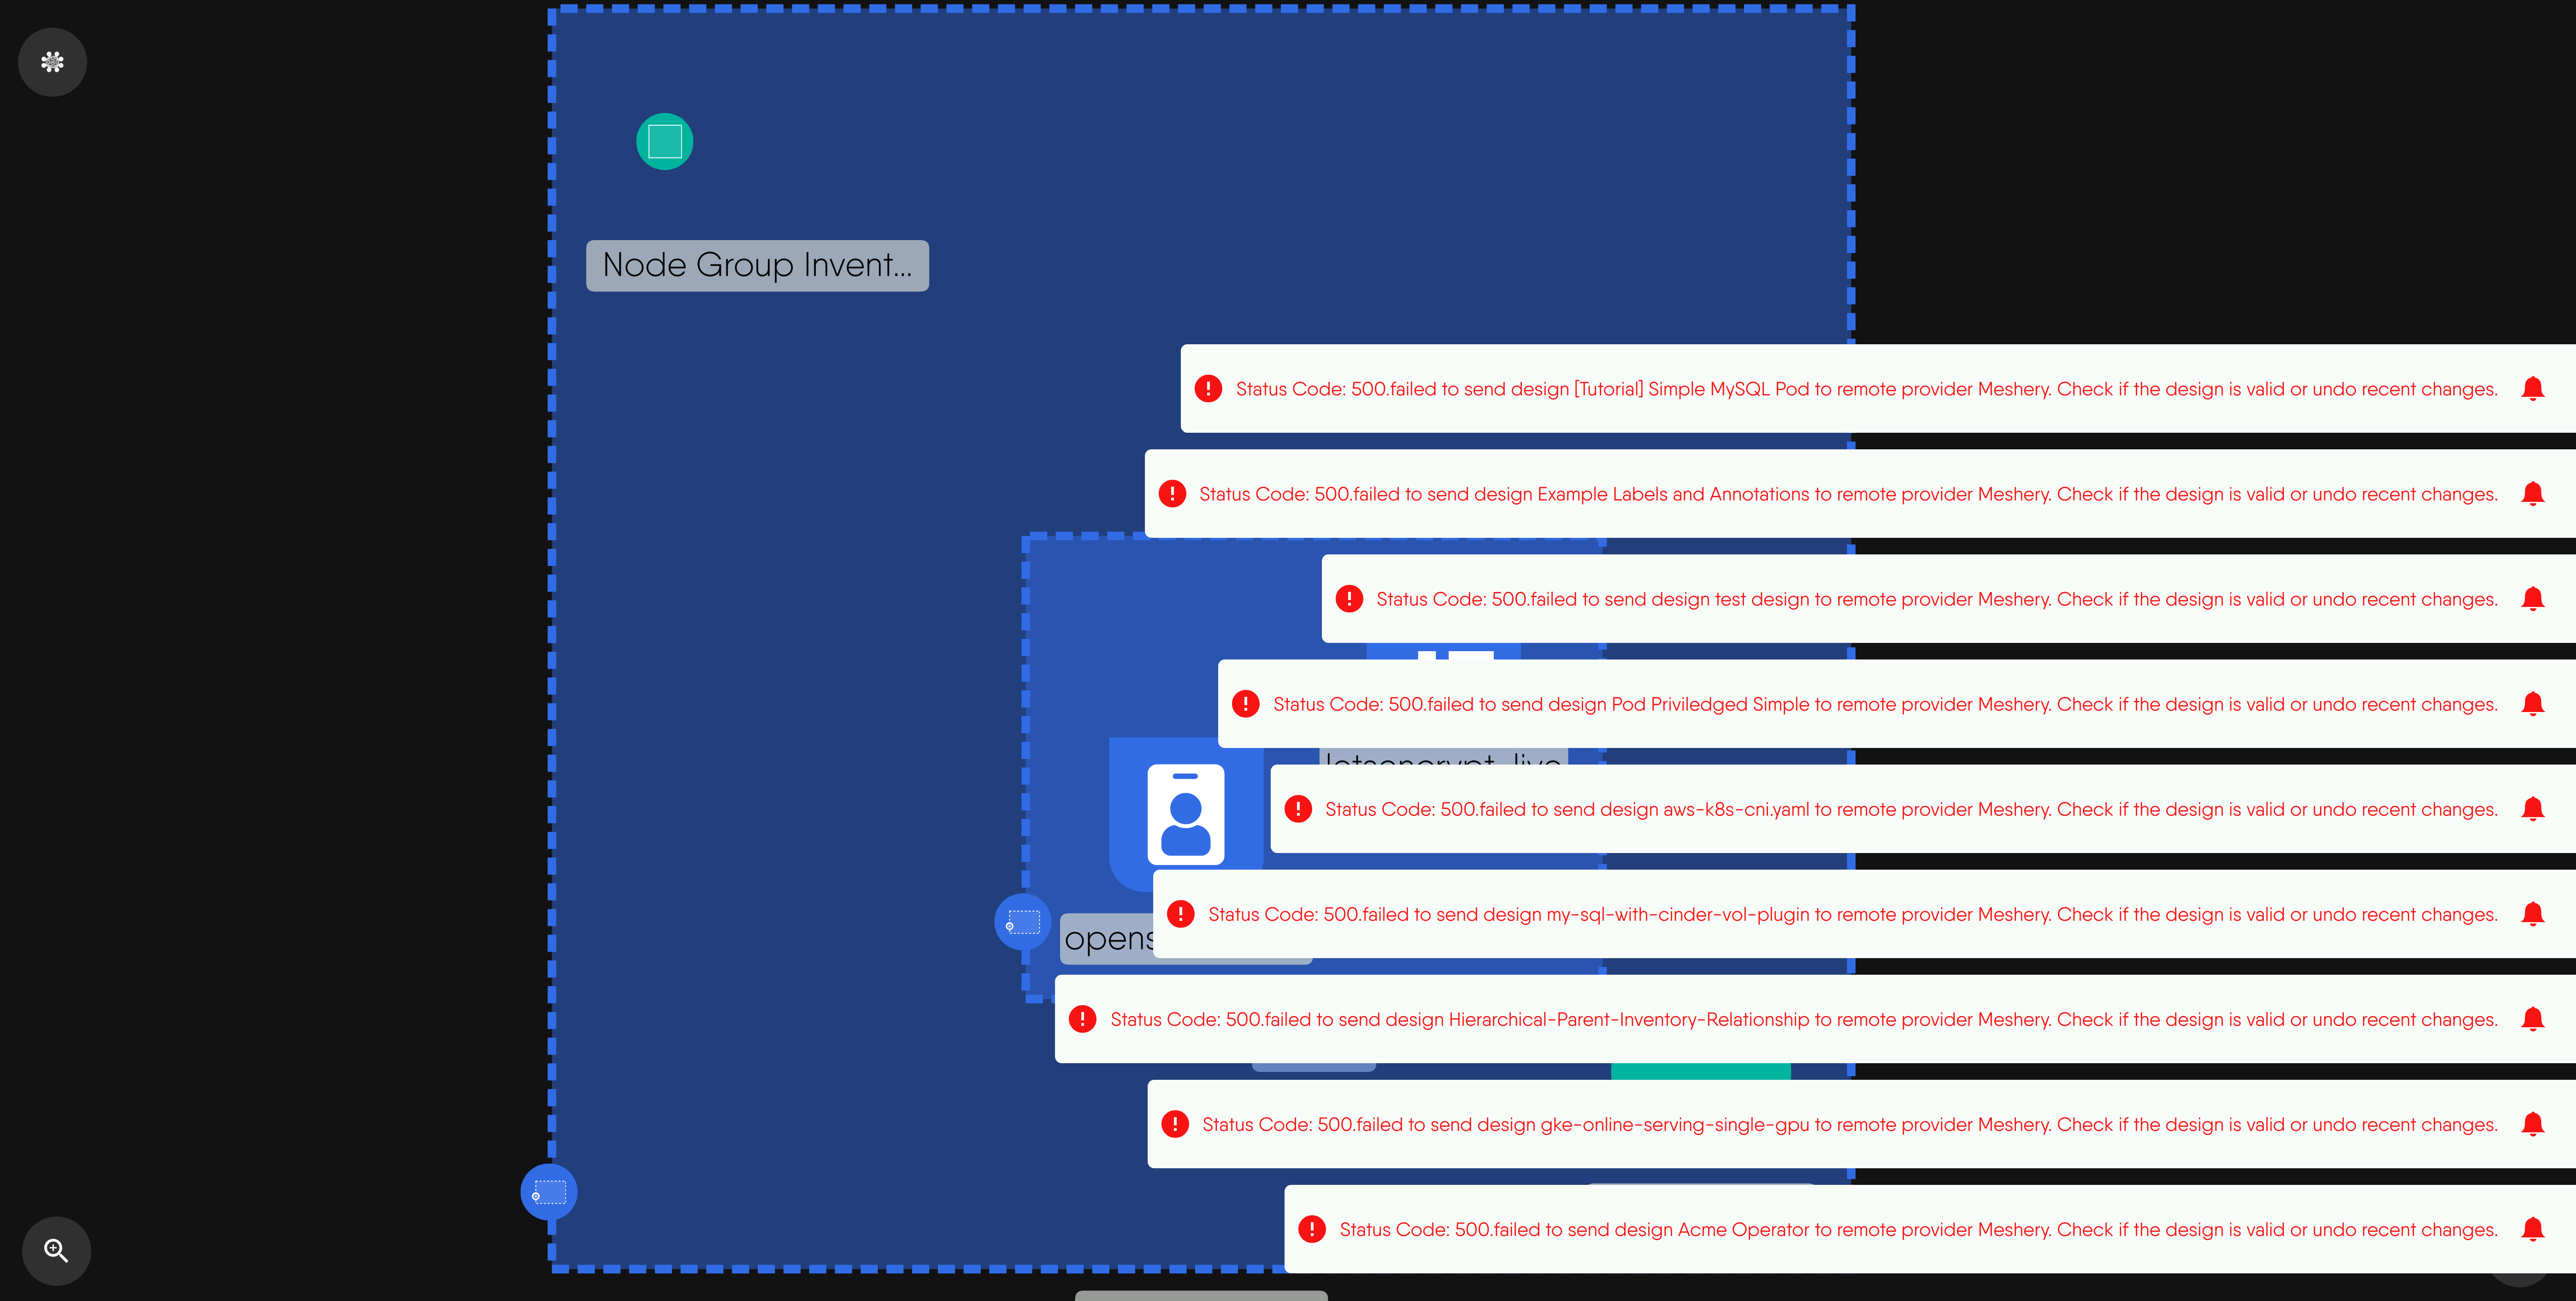 Node Group Invent...
Status Code: 500.failed to send design [Tutorial] Simple MySQL Pod to remote provider Meshery. Check if the design is valid or undo recent changes.
Status Code: 500.failed to send design Example Labels and Annotations to remote provider Meshery. Check if the design is valid or undo recent changes.
Status Code: 500.failed to send design test design to remote provider Meshery. Check if the design is valid or undo recent changes.
Status Code: 500.failed to send design Pod Priviledged Simple to remote provider Meshery. Check if the design is valid or undo recent changes.
Status Code: 500.failed to send design aws-k8s-cni.yaml to remote provider Meshery. Check if the design is valid or undo recent changes.
Status Code: 500.failed to send design my-sql-with-cinder-vol-plugin to remote provider Meshery. Check if the design is valid or undo recent changes.
opens
Status Code: 500.failed to send design Hierarchical-Parent-Inventory-Relationship to remote provider Meshery. Check if the design is valid or undo recent changes.
Status Code: 500.failed to send design gke-online-serving-single-gpu to remote provider Meshery. Check if the design is valid or undo recent changes.
Status Code: 500.failed to send design Acme Operator to remote provider Meshery. Check if the design is valid or undo recent changes.